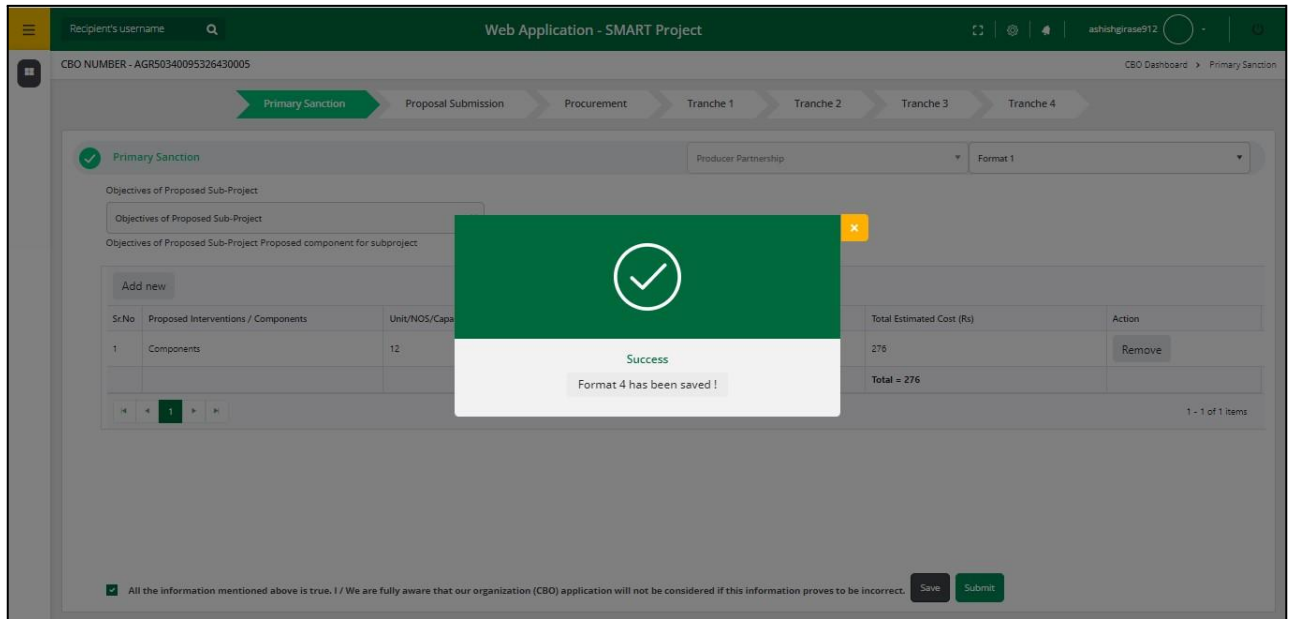 Recipient's username
Web Application - SMART Project
ashishgirase912
CBO NUMBER - AGR50340095326430005
CBO Dashboard > Primary Sanction
Primary Sanction
Proposal Submission
Procurement
Tranche 1
Tranche 2
Tranche 3
Tranche 4
Primary Sanction
Producer Partnership
Format 1
Objectives of Proposed Sub-Project
Objectives of Proposed Sub-Project
Objectives of Proposed Sub-Project Proposed component for subproject
×
Add new
Sr.No Proposed Interventions / Components Unit/NOS/Capa Total Estimated Cost (Rs) Action
1 Components 12 276 Remove
Total = 276
Success
Format 4 has been saved !
1
1 - 1 of 1 items
All the information mentioned above is true. I / We are fully aware that our organization (CBO) application will not be considered if this information proves to be incorrect.
Save
Submit